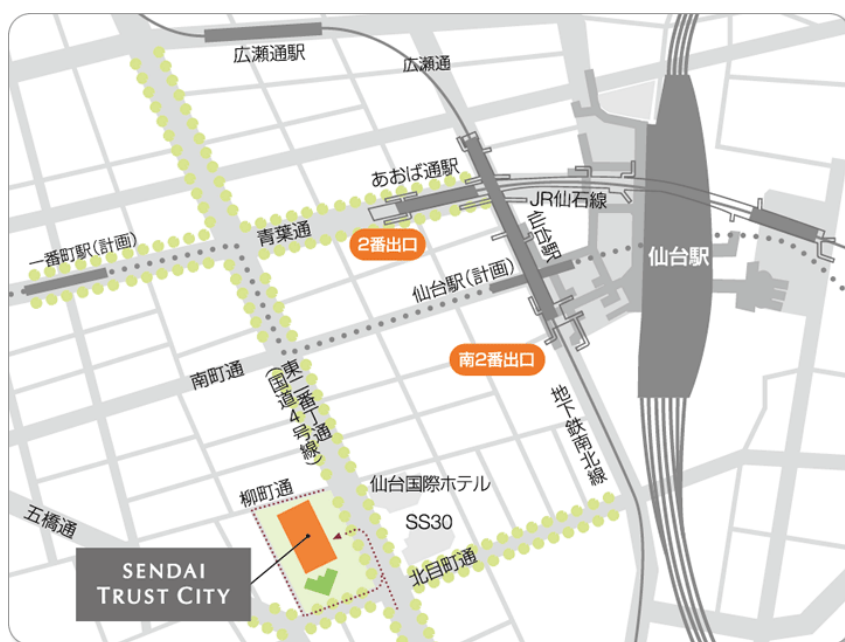 広瀬通駅
広瀬通
あおば通駅
JR仙石線
青葉通
2番出口
仙台駅
一番町駅(計画)
仙台駅(計画)
仙台駅
南町通
南2番出口
東二番丁通
(国道4号線)
地下鉄南北線
柳町通
仙台国際ホテル
五橋通
SS30
北目町通
SENDAI
TRUST CITY